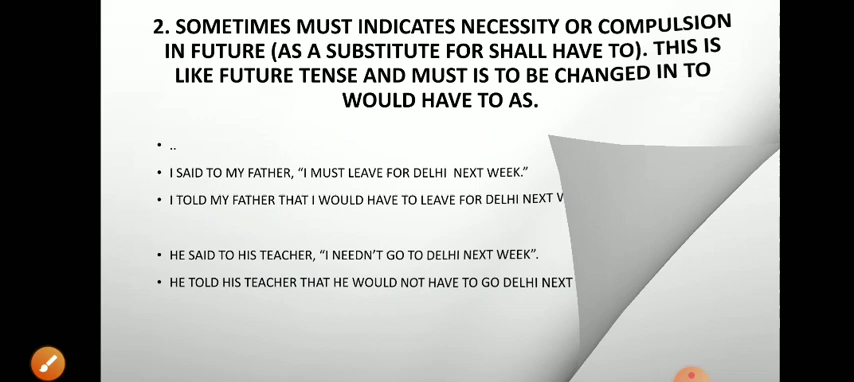 2. SOMETIMES MUST INDICATES NECESSITY OR COMPULSION
IN FUTURE (AS A SUBSTITUTE FOR SHALL HAVE TO). THIS IS
LIKE FUTURE TENSE AND MUST IS TO BE CHANGED IN TO
WOULD HAVE TO AS.
• ..
• I SAID TO MY FATHER, “I MUST LEAVE FOR DELHI NEXT WEEK.”
• I TOLD MY FATHER THAT I WOULD HAVE TO LEAVE FOR DELHI NEXT
• HE SAID TO HIS TEACHER, “I NEEDN’T GO TO DELHI NEXT WEEK”.
• HE TOLD HIS TEACHER THAT HE WOULD NOT HAVE TO GO DELHI NEXT